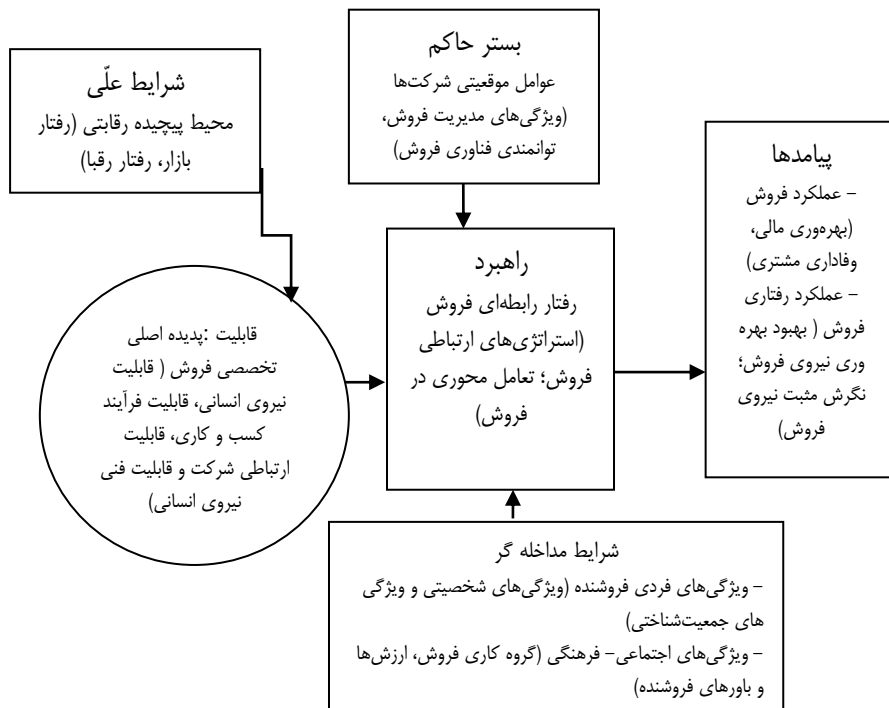 شرایط علّی
محیط پیچیده رقابتی (رفتار
بازار، رفتار رقبا)
بستر حاکم
عوامل موقعیتی شرکت‌ها
(ویژگی‌های مدیریت فروش،
توانمندی فناوری فروش)
پیامدها
– عملکرد فروش
(بهره‌وری مالی،
وفاداری مشتری)
– عملکرد رفتاری
فروش ( بهبود بهره
وری نیروی فروش؛
نگرش مثبت نیروی
فروش)
راهبرد
رفتار رابطه‌ای فروش
(استراتژی‌های ارتباطی
فروش؛ تعامل محوری در
فروش)
قابلیت :پدیده اصلی
تخصصی فروش ( قابلیت
نیروی انسانی، قابلیت فرآیند
کسب و کاری، قابلیت
ارتباطی شرکت و قابلیت فنی
نیروی انسانی)
شرایط مداخله گر
– ویژگی‌های فردی فروشنده (ویژگی‌های شخصیتی و ویژگی
های جمعیت‌شناختی)
– ویژگی‌های اجتماعی– فرهنگی (گروه کاری فروش، ارزش‌ها
و باورهای فروشنده)